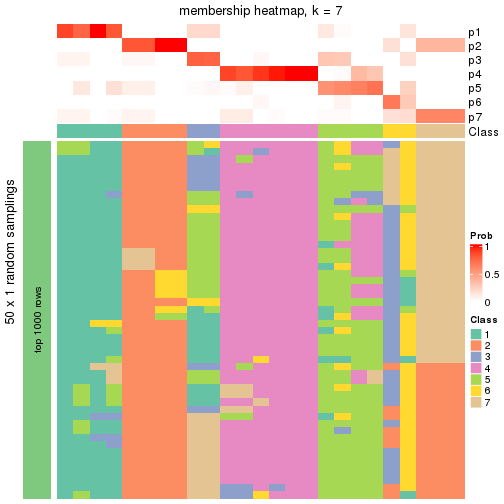 membership heatmap, k = 7
p1
p2
p3
p4
p5
p6
p7
Class
50 x 1 random samplings
top 1000 rows
Prob
1
0.5
0
Class
1
2
3
4
5
6
7